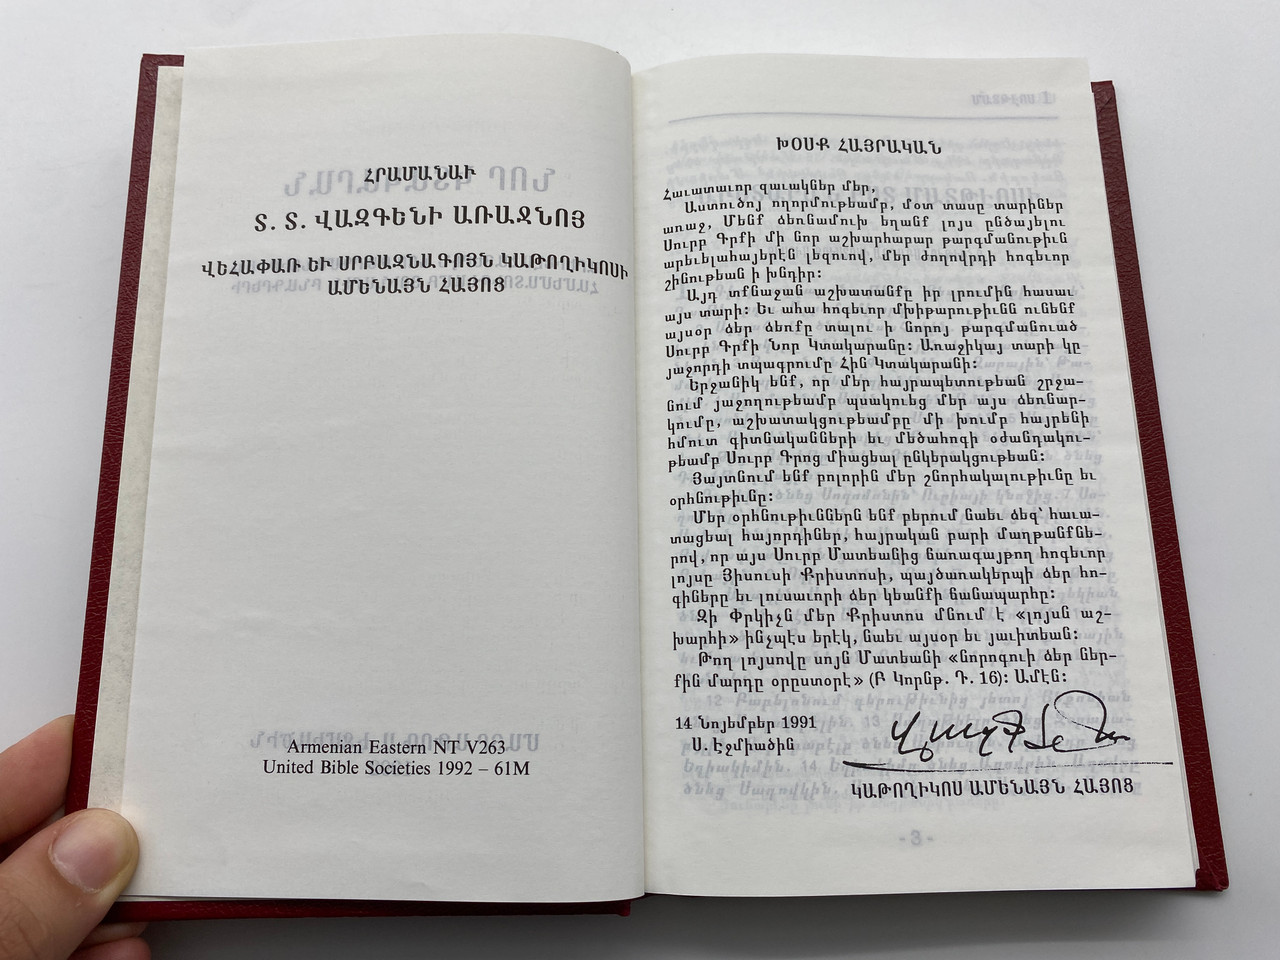 ՀՐԱՄԱՆԱՒ
Տ. Տ. ՎԱԶԳԵՆԻ ԱՌԱՋՆՈՅ
ՎԵՀԱՓԱՌ ԵՒ ՍՐԲԱԶՆԱԳՈՅՆ ԿԱԹՈՂԻԿՈՍԻ
ԱՄԵՆԱՅՆ ՀԱՅՈՑ
Armenian Eastern NT V263
United Bible Societies 1992 – 61M
ԽՕՍՔ ՀԱՅՐԱԿԱՆ
Հաւատաւոր զաւակներ մեր,
Աստուծոյ ողորմութեամբ, մօտ տասը տարիներ
առաջ, Մենք ձեռնամուխ եղանք լոյս ընծայելու
Սուրբ Գրքի մի նոր աշխարհաբար թարգմանութիւն
արեւելահայերէն լեզուով, մեր ժողովրդի հոգեւոր
շինութեան ի խնդիր:
Այդ տքնաջան աշխատանքը իր լրումին հասաւ
այս տարի: Եւ ահա հոգեւոր մխիթարութիւնն ունենք
այսօր ձեր ձեռքը տալու ի նորոյ թարգմանուած
Սուրբ Գրքի Նոր Կտակարանը: Առաջիկայ տարի կը
յաջորդի տպագրումը Հին Կտակարանի:
Երջանիկ ենք, որ մեր հայրապետութեան շրջա-
նում յաջողութեամբ պսակուեց մեր այս ձեռնար-
կումը, աշխատակցութեամբը մի խումբ հայրենի
հմուտ գիտնականների եւ մեծահոգի օժանդակու-
թեամբ Սուրբ Գրոց միացեալ ընկերակցութեան:
Յայտնում ենք բոլորին մեր շնորհակալութիւնը եւ
օրհնութիւնը:
Մեր օրհնութիւններն ենք բերում նաեւ ձեզ՝ հաւա-
տացեալ հայորդիներ, հայրական բարի մաղթանքնե-
րով, որ այս Սուրբ Մատեանից ճառագայթող հոգեւոր
լոյսը Յիսուսի Քրիստոսի, պայծառակերպի ձեր հո-
գիները եւ լուսաւորի ձեր կեանքի ճանապարհը:
Զի Փրկիչն մեր Քրիստոս մնում է «լոյսն աշ-
խարհի» ինչպէս երէկ, նաեւ այսօր եւ յաւիտեան:
Թող լոյսովը սոյն Մատեանի «նորոգուի ձեր ներ-
քին մարդը օրըստօրէ» (Բ Կորնթ. Դ. 16): Ամէն:
14 Նոյեմբեր 1991
Ս. Էջմիածին
ԿԱԹՈՂԻԿՈՍ ԱՄԵՆԱՅՆ ՀԱՅՈՑ
- 3 -